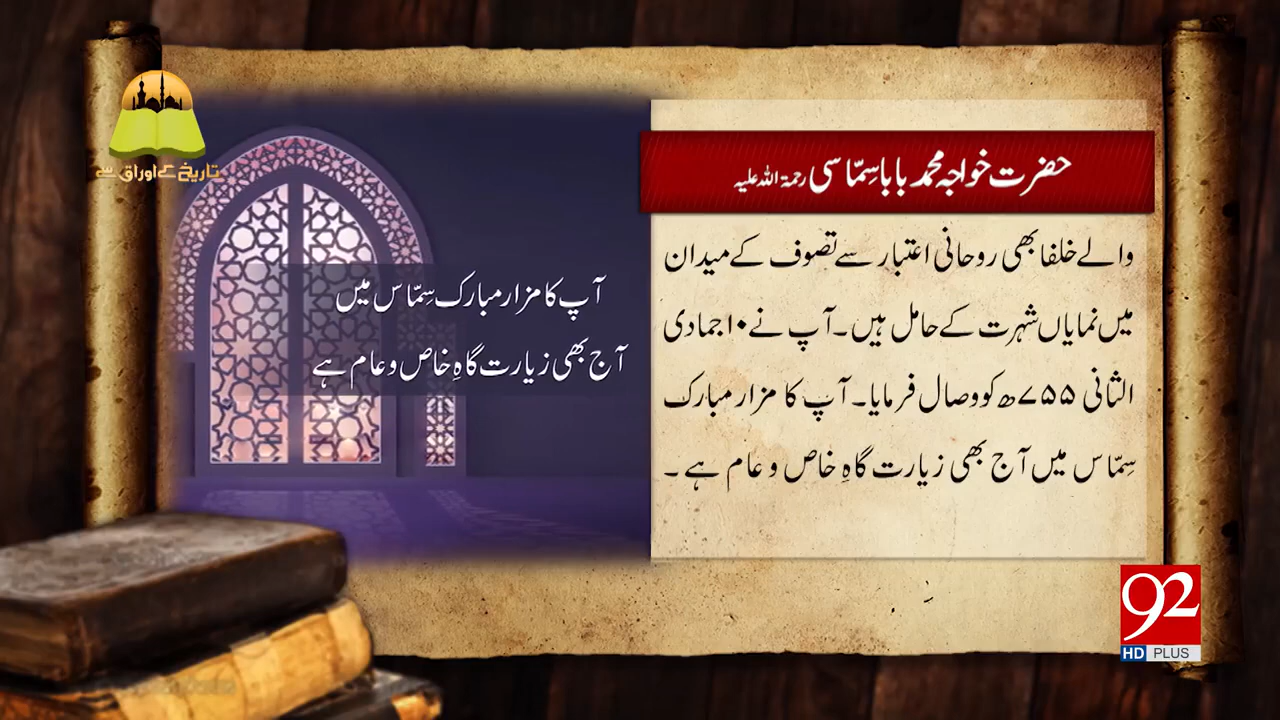 تاریخ کے اوراق سے
حضرت خواجہ محمد بابا سِمّاسی رحمۃ اللہ علیہ
والے خلفا بھی روحانی اعتبار سے تصوف کے میدان
میں نمایاں شہرت کے حامل ہیں۔ آپ نے ۱۰ جمادی
الثانی ۷۵۵ھ کو وصال فرمایا۔ آپ کا مزار مبارک
سِمّاس میں آج بھی زیارت گاہِ خاص و عام ہے۔
آپ کا مزار مبارک سِمّاس میں
آج بھی زیارت گاہِ خاص و عام ہے
92
HD PLUS